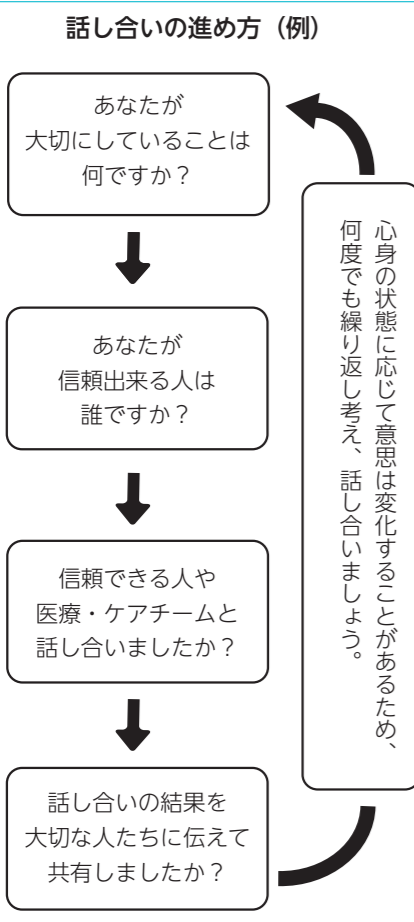 話し合いの進め方（例）
あなたが
大切にしていることは
何ですか？
あなたが
信頼出来る人は
誰ですか？
信頼できる人や
医療・ケアチームと
話し合いましたか？
話し合いの結果を
大切な人たちに伝えて
共有しましたか？
心身の状態に応じて意思は変化することがあるため、
何度でも繰り返し考え、話し合いましょう。